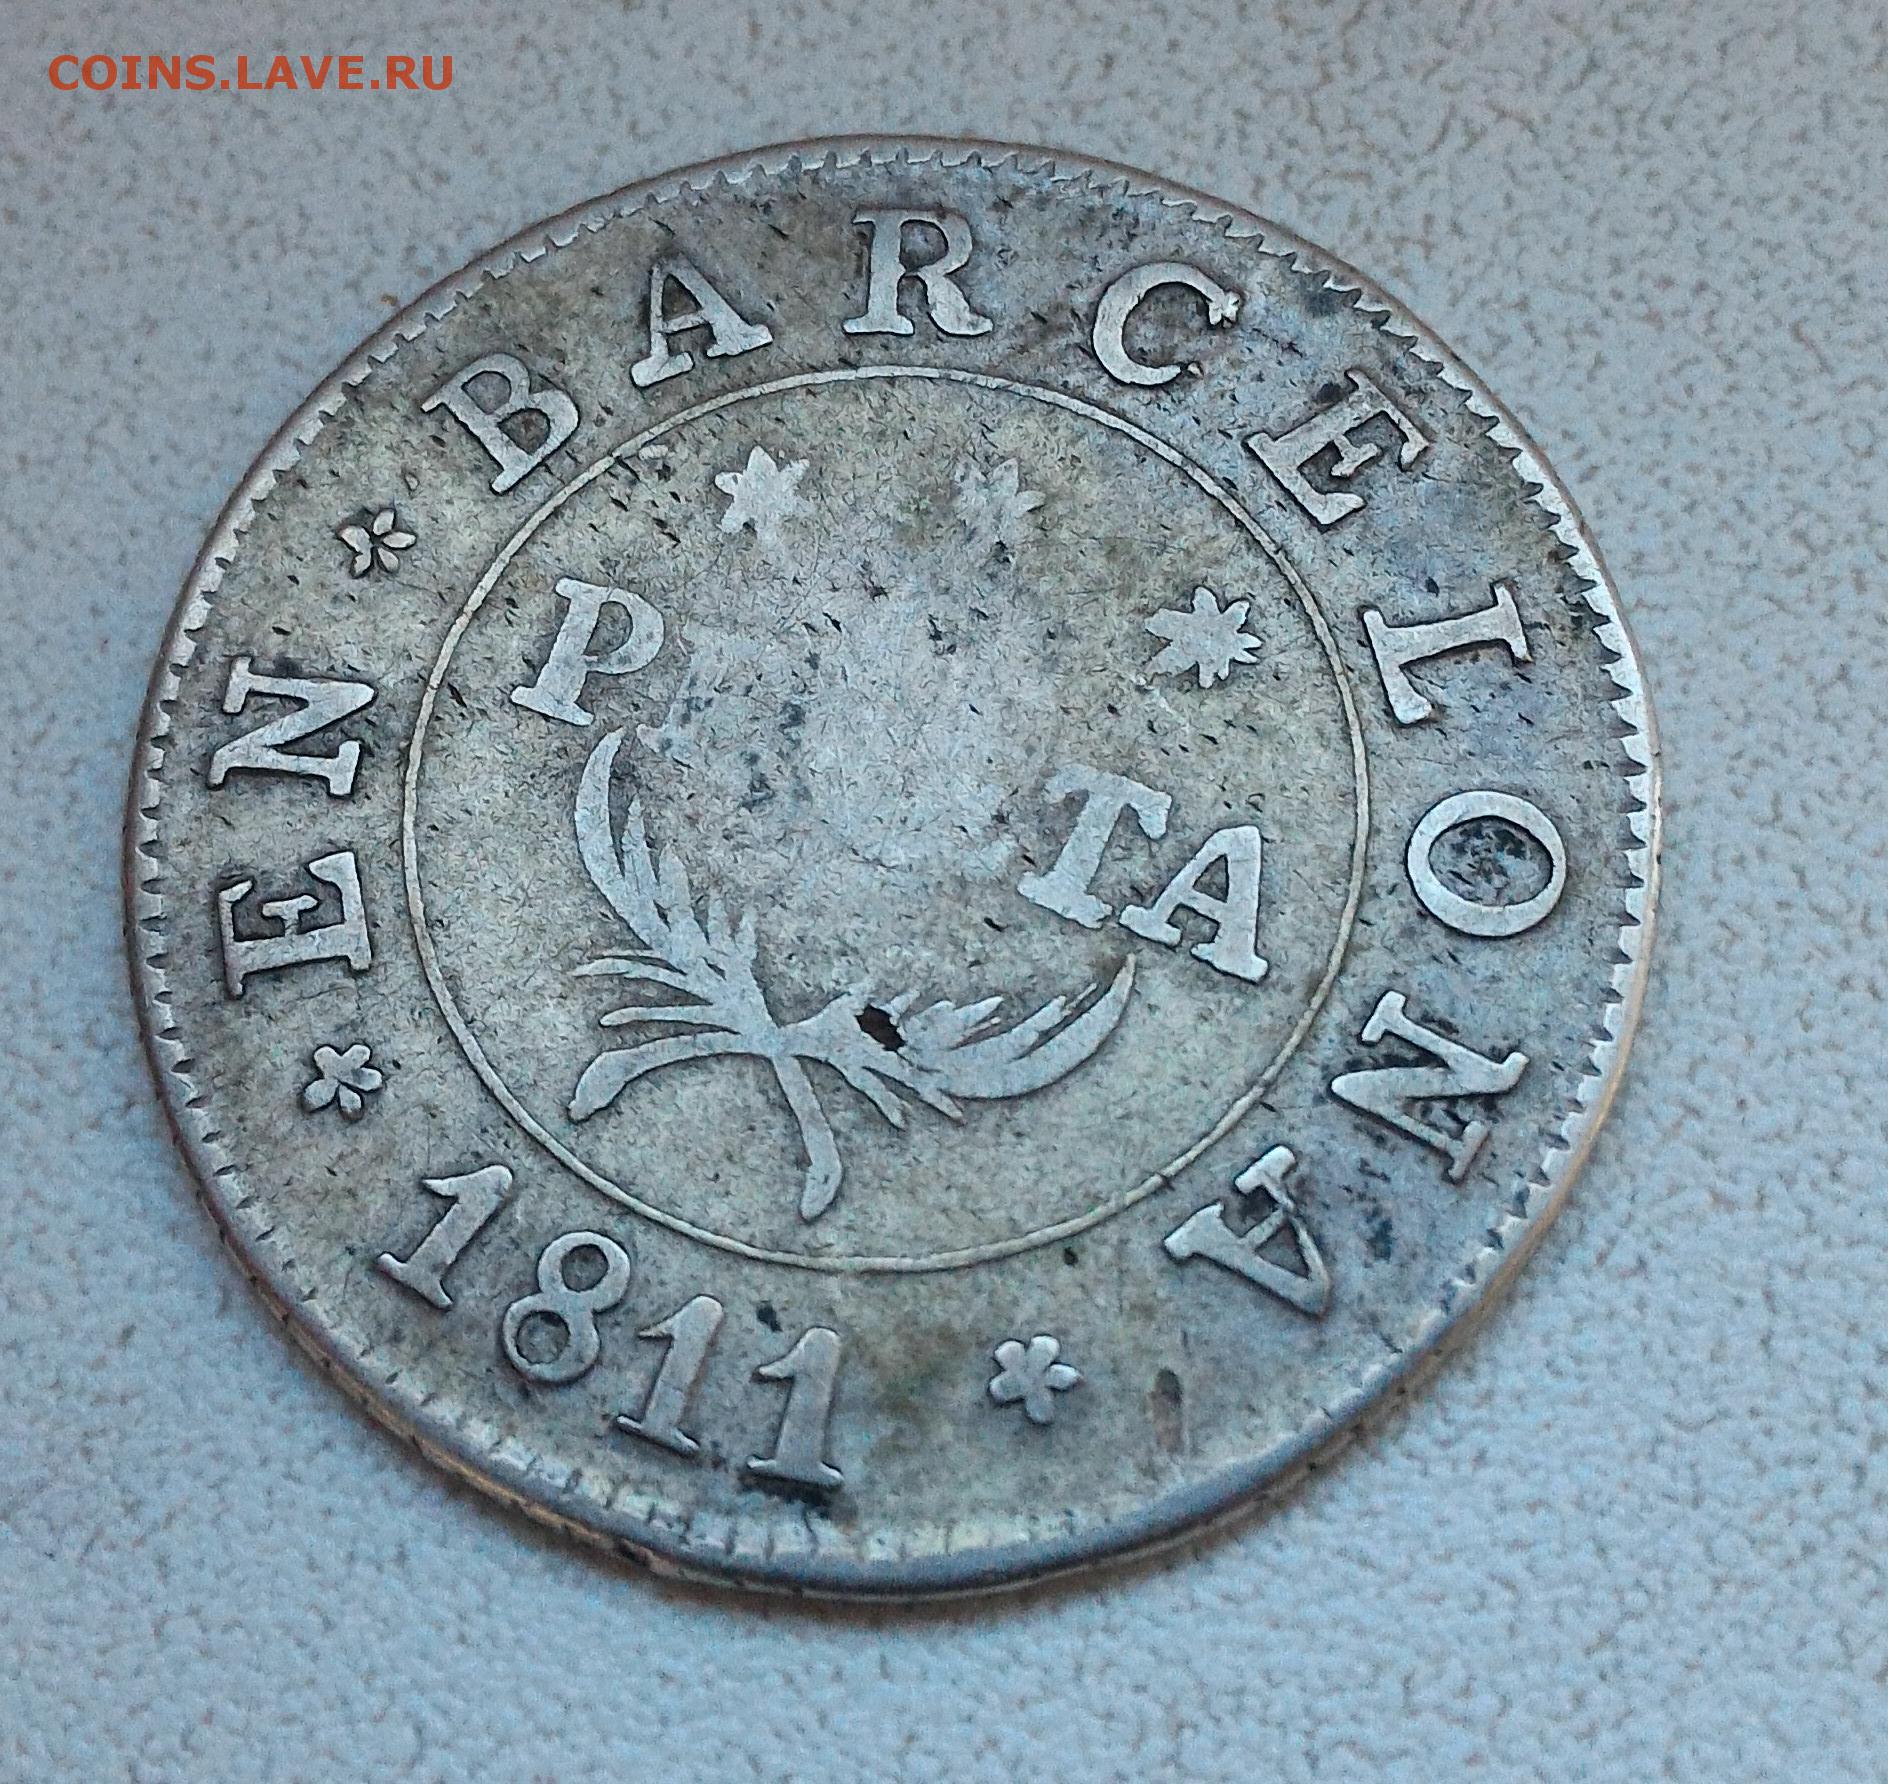 COINS.LAVE.RU
EN * BARCELONA * 1811 *
P TA